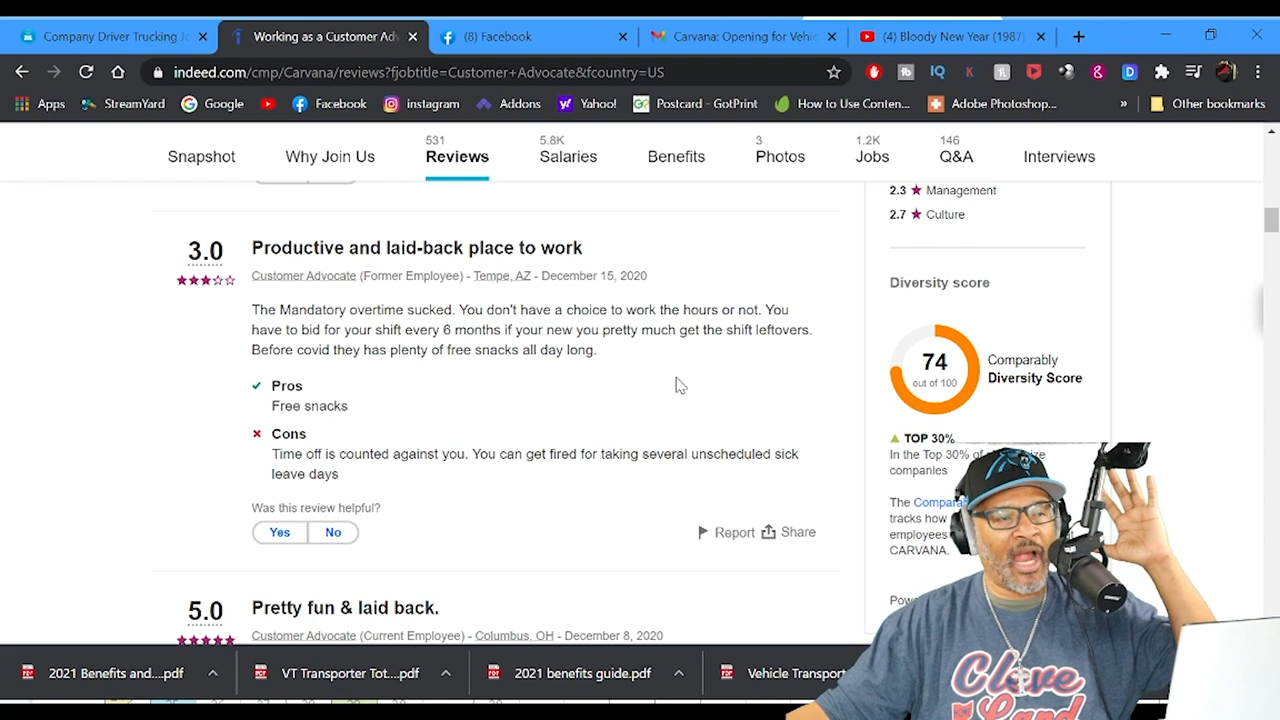 Company Driver Trucking Jo
Working as a Customer Adv
(8) Facebook
Carvana: Opening for Vehic
(4) Bloody New Year (1987)
indeed.com/cmp/Carvana/reviews?fjobtitle=Customer+Advocate&fcountry=US
Apps
StreamYard
Google
Facebook
instagram
Addons
Yahoo!
Postcard - GotPrint
How to Use Conten...
Adobe Photoshop...
»
Other bookmarks
Snapshot
Why Join Us
531
Reviews
5.8K
Salaries
Benefits
3
Photos
1.2K
Jobs
146
Q&A
Interviews
2.3 ★ Management
2.7 ★ Culture
3.0
Productive and laid-back place to work
Customer Advocate (Former Employee) - Tempe, AZ - December 15, 2020
The Mandatory overtime sucked. You don't have a choice to work the hours or not. You
have to bid for your shift every 6 months if your new you pretty much get the shift leftovers.
Before covid they has plenty of free snacks all day long.
Pros
Free snacks
Cons
Time off is counted against you. You can get fired for taking several unscheduled sick
leave days
Was this review helpful?
Yes
No
Report
Share
Diversity score
74
out of 100
Comparably
Diversity Score
TOP 30%
In the Top 30% of
companies
The
tracks how
employees
CARVANA.
5.0
Pretty fun & laid back.
Customer Advocate (Current Employee) - Columbus, OH - December 8, 2020
2021 Benefits and....pdf
VT Transporter Tot....pdf
2021 benefits guide.pdf
Vehicle Transport
Cleve
Land